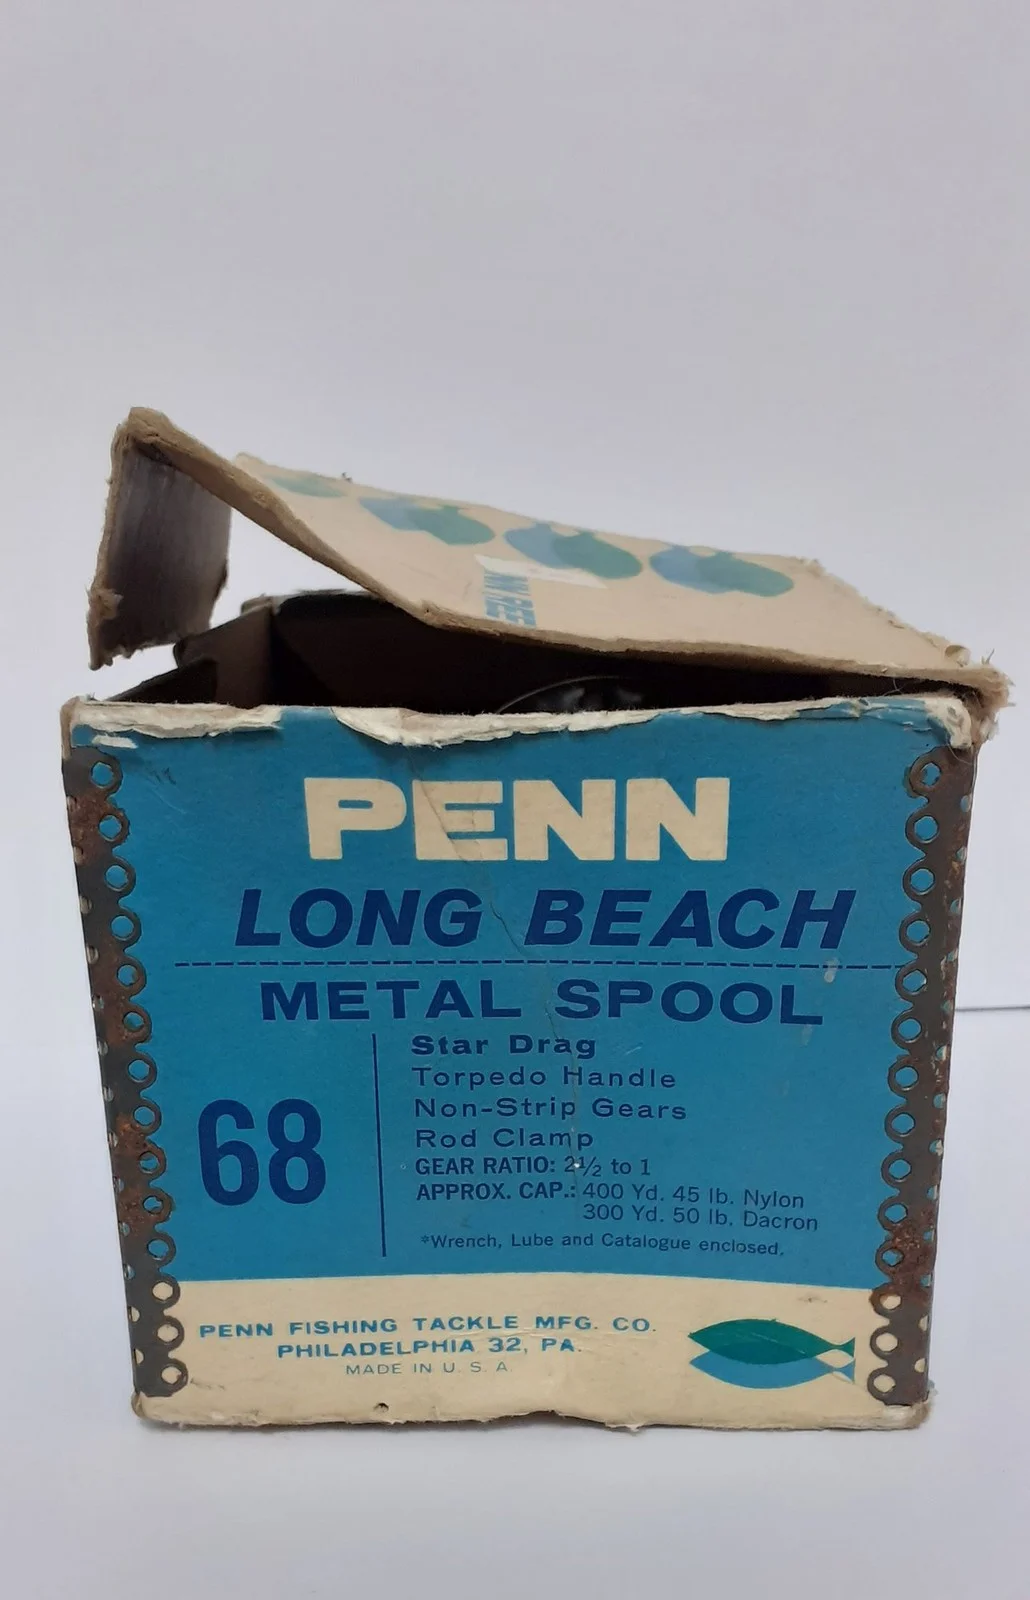 PENN REELS
PENN
LONG BEACH
METAL SPOOL
Star Drag
Torpedo Handle
Non-Strip Gears
Rod Clamp
68
GEAR RATIO: 2½ to 1
APPROX. CAP.: 400 Yd. 45 lb. Nylon
300 Yd. 50 lb. Dacron
*Wrench, Lube and Catalogue enclosed.
PENN FISHING TACKLE MFG. CO.
PHILADELPHIA 32, PA.
MADE IN U. S. A.